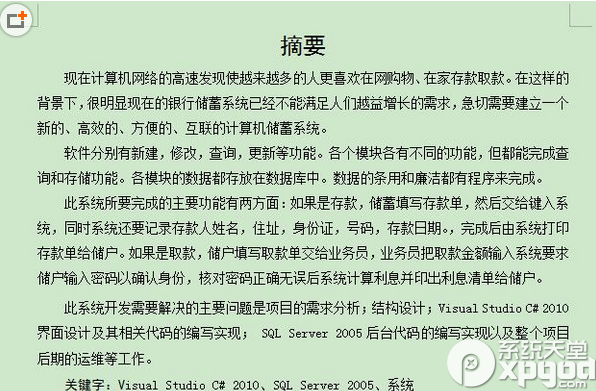 摘要
现在计算机网络的高速发现使越来越多的人更喜欢在网购物、在家存款取款。在这样的
背景下，很明显现在的银行储蓄系统已经不能满足人们越益增长的需求，急切需要建立一个
新的、高效的、方便的、互联的计算机储蓄系统。
软件分别有新建，修改，查询，更新等功能。各个模块各有不同的功能，但都能完成查
询和存储功能。各模块的数据都存放在数据库中。数据的条用和廉洁都有程序来完成。
此系统所要完成的主要功能有两方面：如果是存款，储蓄填写存款单，然后交给键入系
统，同时系统还要记录存款人姓名，住址，身份证，号码，存款日期。，完成后由系统打印
存款单给储户。如果是取款，储户填写取款单交给业务员，业务员把取款金额输入系统要求
储户输入密码以确认身份，核对密码正确无误后系统计算利息并印出利息清单给储户。
此系统开发需要解决的主要问题是项目的需求分析；结构设计；Visual Studio C# 2010
界面设计及其相关代码的编写实现； SQL Server 2005 后台代码的编写实现以及整个项目
后期的运维等工作。
关键字：Visual Studio C# 2010、SQL Server 2005、系统
系统天堂
xpgod